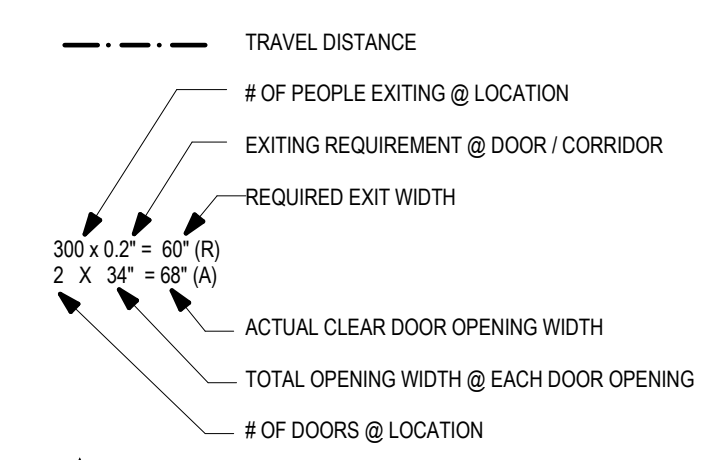 TRAVEL DISTANCE
# OF PEOPLE EXITING @ LOCATION
EXITING REQUIREMENT @ DOOR / CORRIDOR
REQUIRED EXIT WIDTH
300 x 0.2" = 60" (R)
2 X 34" = 68" (A)
ACTUAL CLEAR DOOR OPENING WIDTH
TOTAL OPENING WIDTH @ EACH DOOR OPENING
# OF DOORS @ LOCATION